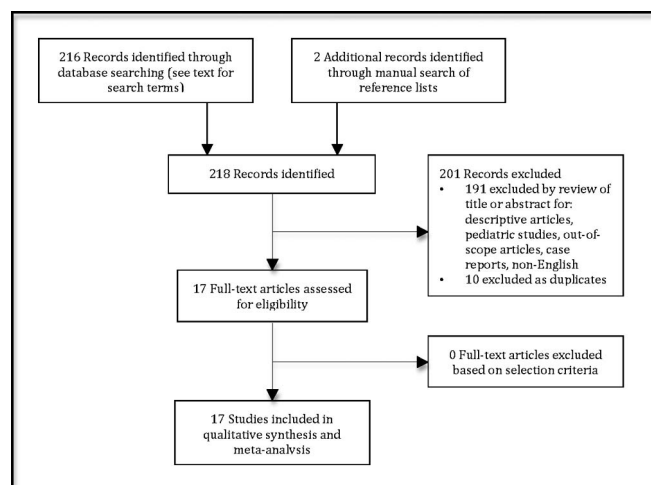 216 Records identified through
database searching (see text for
search terms)
2 Additional records identified
through manual search of
reference lists
218 Records identified
201 Records excluded
• 191 excluded by review of
title or abstract for:
descriptive articles,
pediatric studies, out-of-
scope articles, case
reports, non-English
• 10 excluded as duplicates
17 Full-text articles assessed
for eligibility
0 Full-text articles excluded
based on selection criteria
17 Studies included in
qualitative synthesis and
meta-analysis